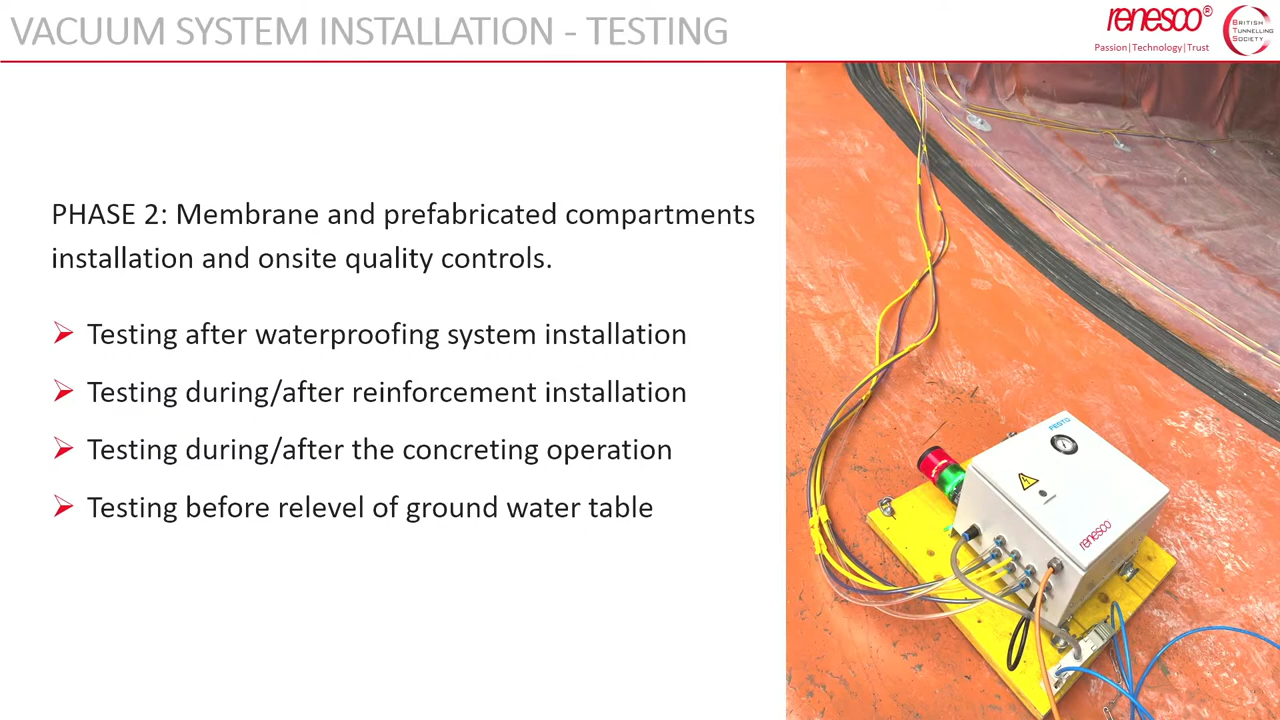 VACUUM SYSTEM INSTALLATION - TESTING
renesco®
Passion|Technology|Trust
BRITISH
TUNNELLING
SOCIETY
PHASE 2: Membrane and prefabricated compartments
installation and onsite quality controls.
Testing after waterproofing system installation
Testing during/after reinforcement installation
Testing during/after the concreting operation
Testing before relevel of ground water table
FESTO
renesco